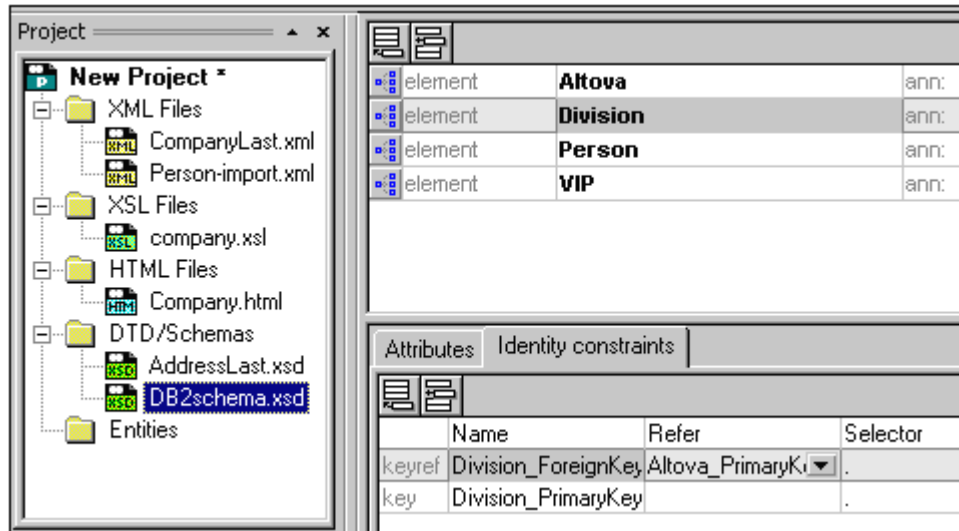 Project
New Project *
XML Files
CompanyLast.xml
Person-import.xml
XSL Files
company.xsl
HTML Files
Company.html
DTD/Schemas
AddressLast.xsd
DB2schema.xsd
Entities
element Altova ann:
element Division ann:
element Person ann:
element VIP ann:
Attributes Identity constraints
Name Refer Selector
keyref Division_ForeignKey Altova_PrimaryK .
key Division_PrimaryKey .